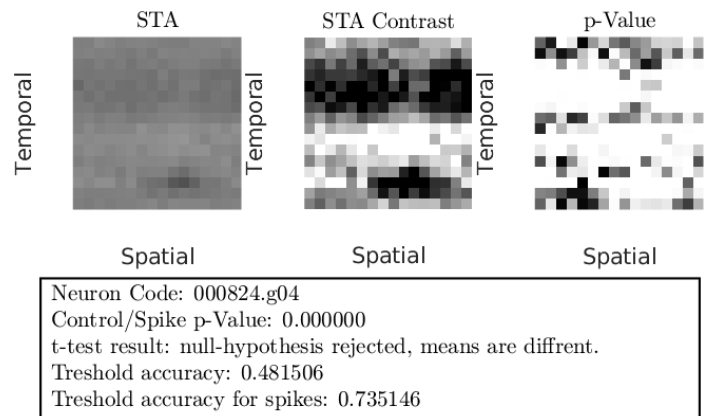 STA
STA Contrast
p-Value
Temporal
Temporal
Temporal
Spatial
Spatial
Spatial
Neuron Code: 000824.g04
Control/Spike p-Value: 0.000000
t-test result: null-hypothesis rejected, means are diffrent.
Treshold accuracy: 0.481506
Treshold accuracy for spikes: 0.735146